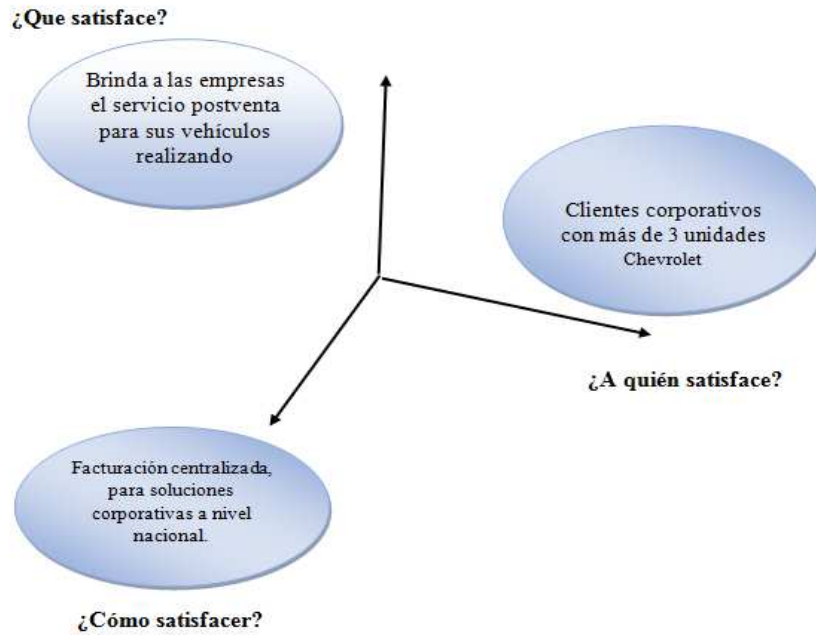 ¿Que satisface?
Brinda a las empresas
el servicio postventa
para sus vehículos
realizando
Clientes corporativos
con más de 3 unidades
Chevrolet
¿A quién satisface?
Facturación centralizada,
para soluciones
corporativas a nivel
nacional.
¿Cómo satisfacer?